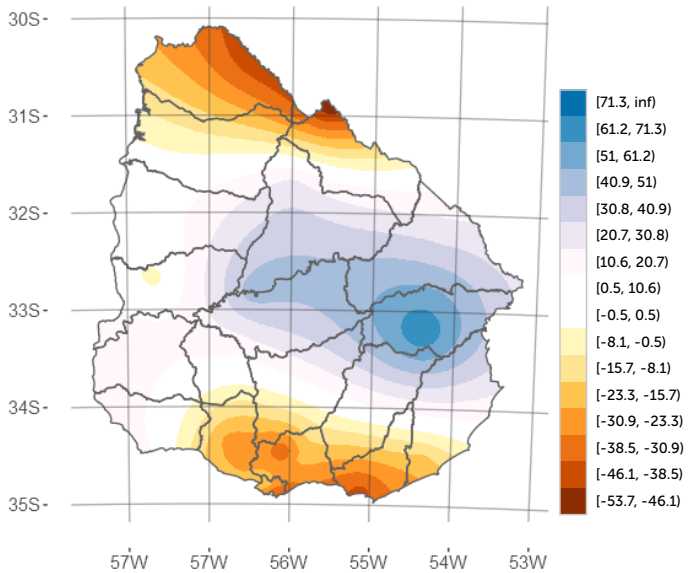 30S-
31S-
32S-
33S-
34S-
35S-
57W
57W
56W
55W
54W
53W
[71.3, inf)
[61.2, 71.3)
[51, 61.2)
[40.9, 51)
[30.8, 40.9)
[20.7, 30.8)
[10.6, 20.7)
[0.5, 10.6)
[-0.5, 0.5)
[-8.1, -0.5)
[-15.7, -8.1)
[-23.3, -15.7)
[-30.9, -23.3)
[-38.5, -30.9)
[-46.1, -38.5)
[-53.7, -46.1)